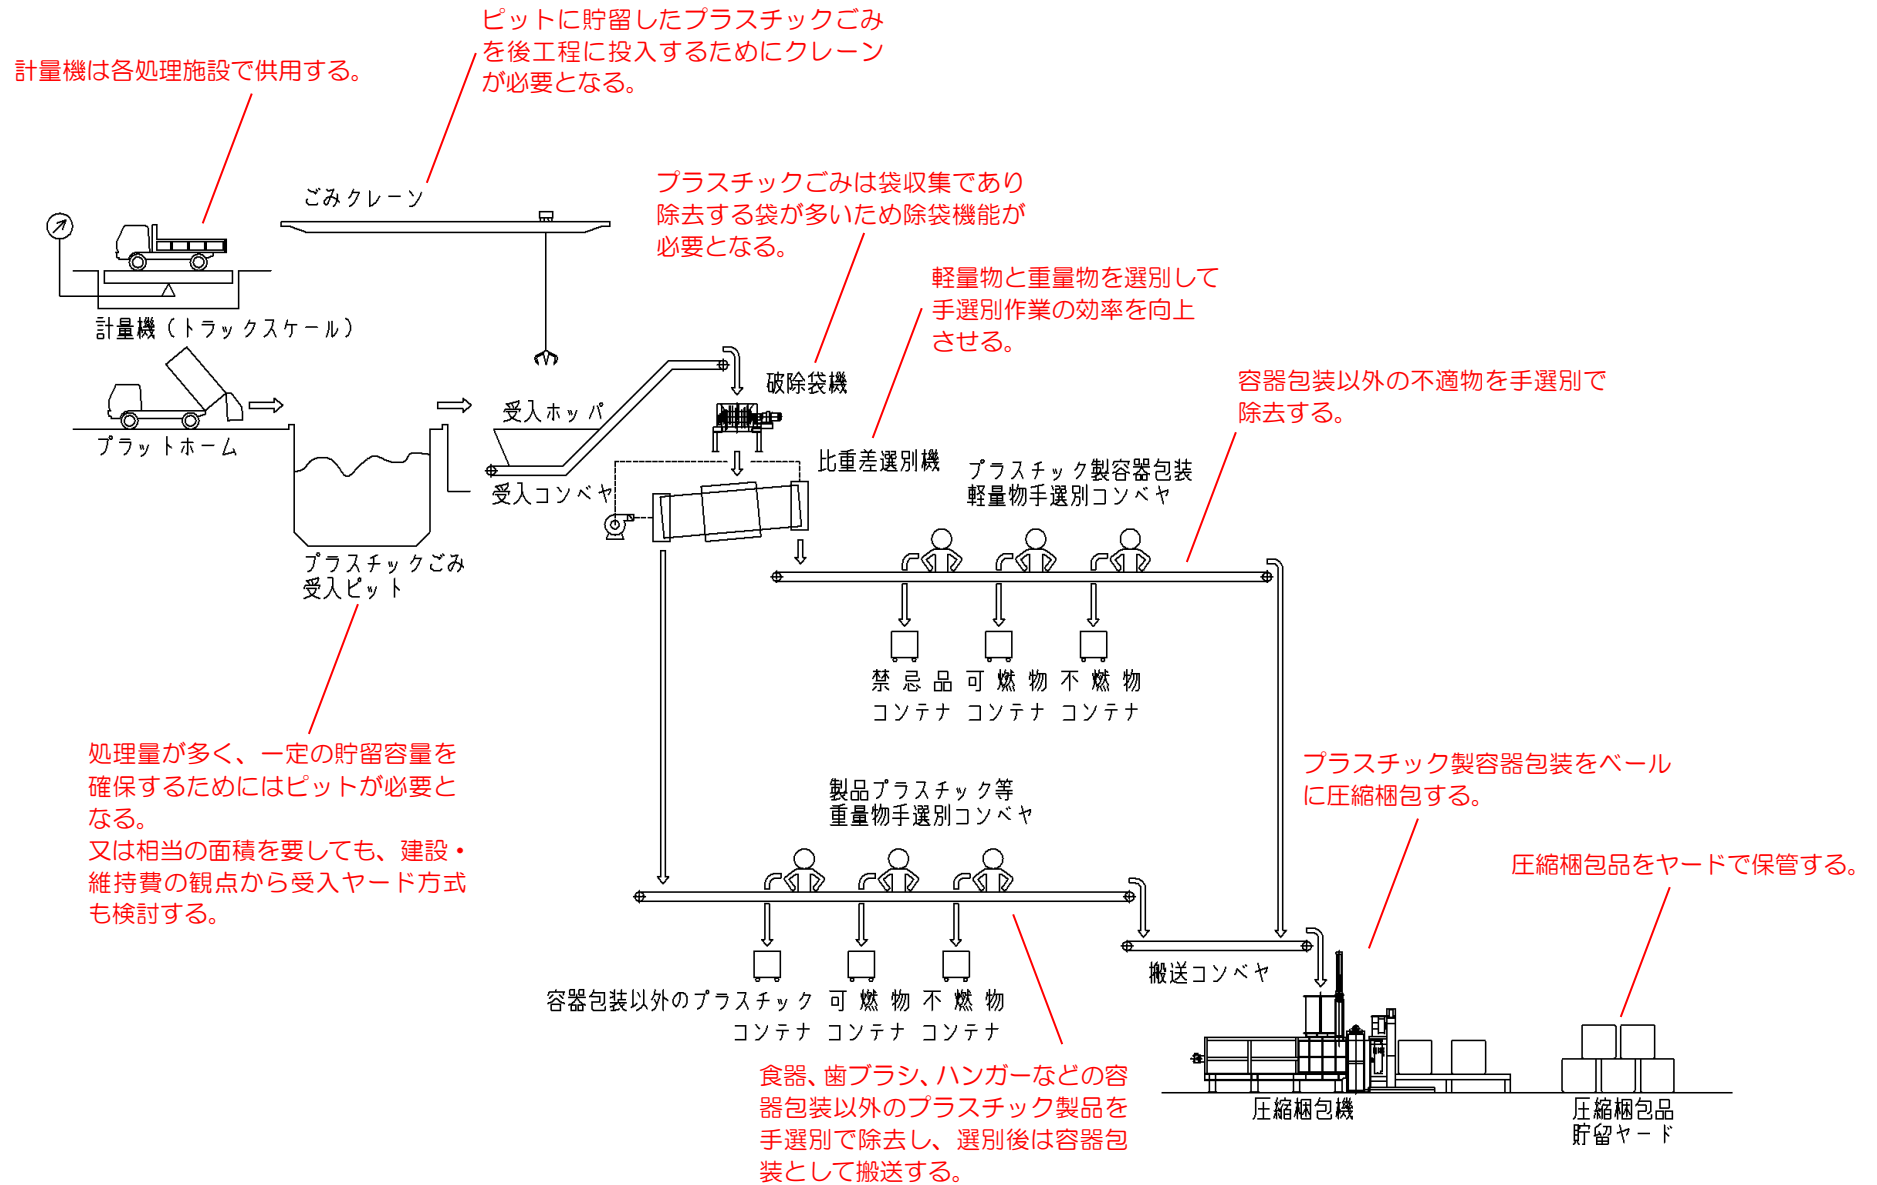 ピットに貯留したプラスチックごみ
を後工程に投入するためにクレーン
が必要となる。
計量機は各処理施設で供用する。
ごみクレーン
プラスチックごみは袋収集であり
除去する袋が多いため除袋機能が
必要となる。
軽量物と重量物を選別して
手選別作業の効率を向上
させる。
計量機（トラックスケール）
破除袋機
容器包装以外の不適物を手選別で
除去する。
受入ホッパ
プラットホーム
比重差選別機
プラスチック製容器包装
軽量物手選別コンベヤ
受入コンベヤ
プラスチックごみ
受入ピット
禁忌品
コンテナ
可燃物
コンテナ
不燃物
コンテナ
処理量が多く、一定の貯留容量を
確保するためにはピットが必要と
なる。
又は相当の面積を要しても、建設・
維持費の観点から受入ヤード方式
も検討する。
製品プラスチック等
重量物手選別コンベヤ
プラスチック製容器包装をベール
に圧縮梱包する。
圧縮梱包品をヤードで保管する。
搬送コンベヤ
容器包装以外のプラスチック
コンテナ
可燃物
コンテナ
不燃物
コンテナ
食器、歯ブラシ、ハンガーなどの容
器包装以外のプラスチック製品を
手選別で除去し、選別後は容器包
装として搬送する。
圧縮梱包機
圧縮梱包品
貯留ヤード